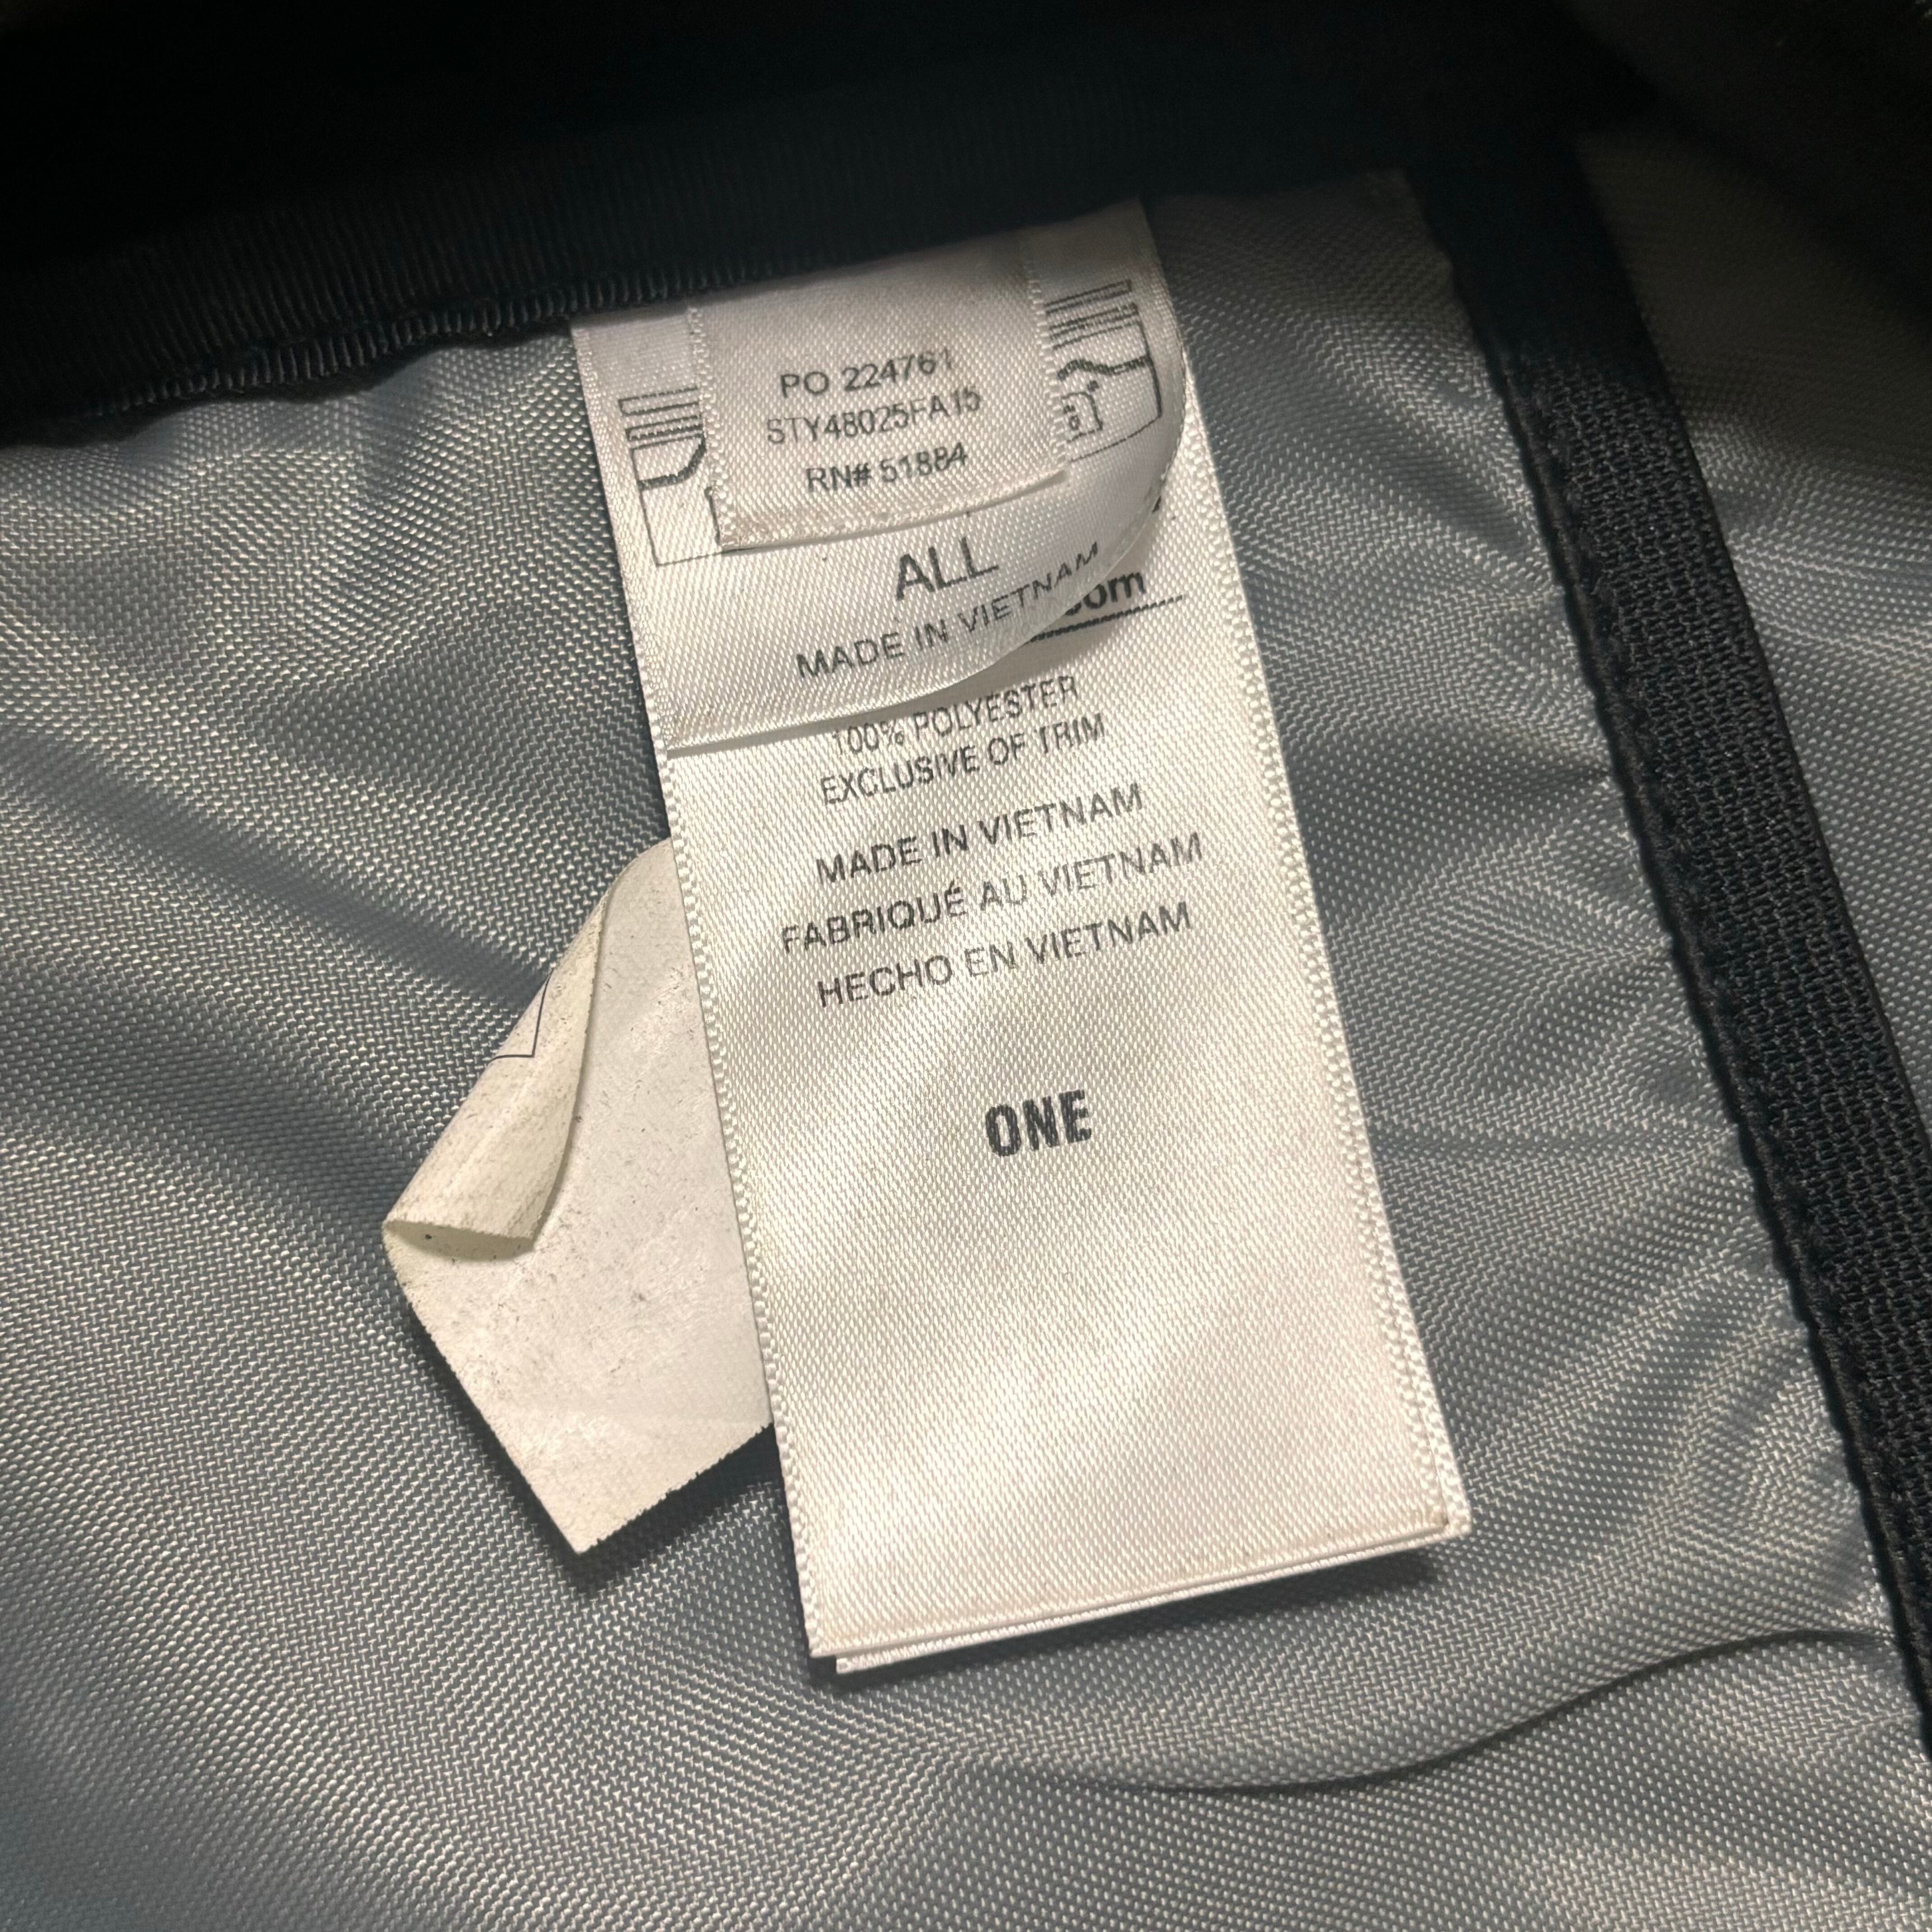 PO 224761
STY48025FA15
RN# 51884
ALL
MADE IN VIETNAM
100% POLYESTER
EXCLUSIVE OF TRIM
MADE IN VIETNAM
FABRIQUÉ AU VIETNAM
HECHO EN VIETNAM
ONE